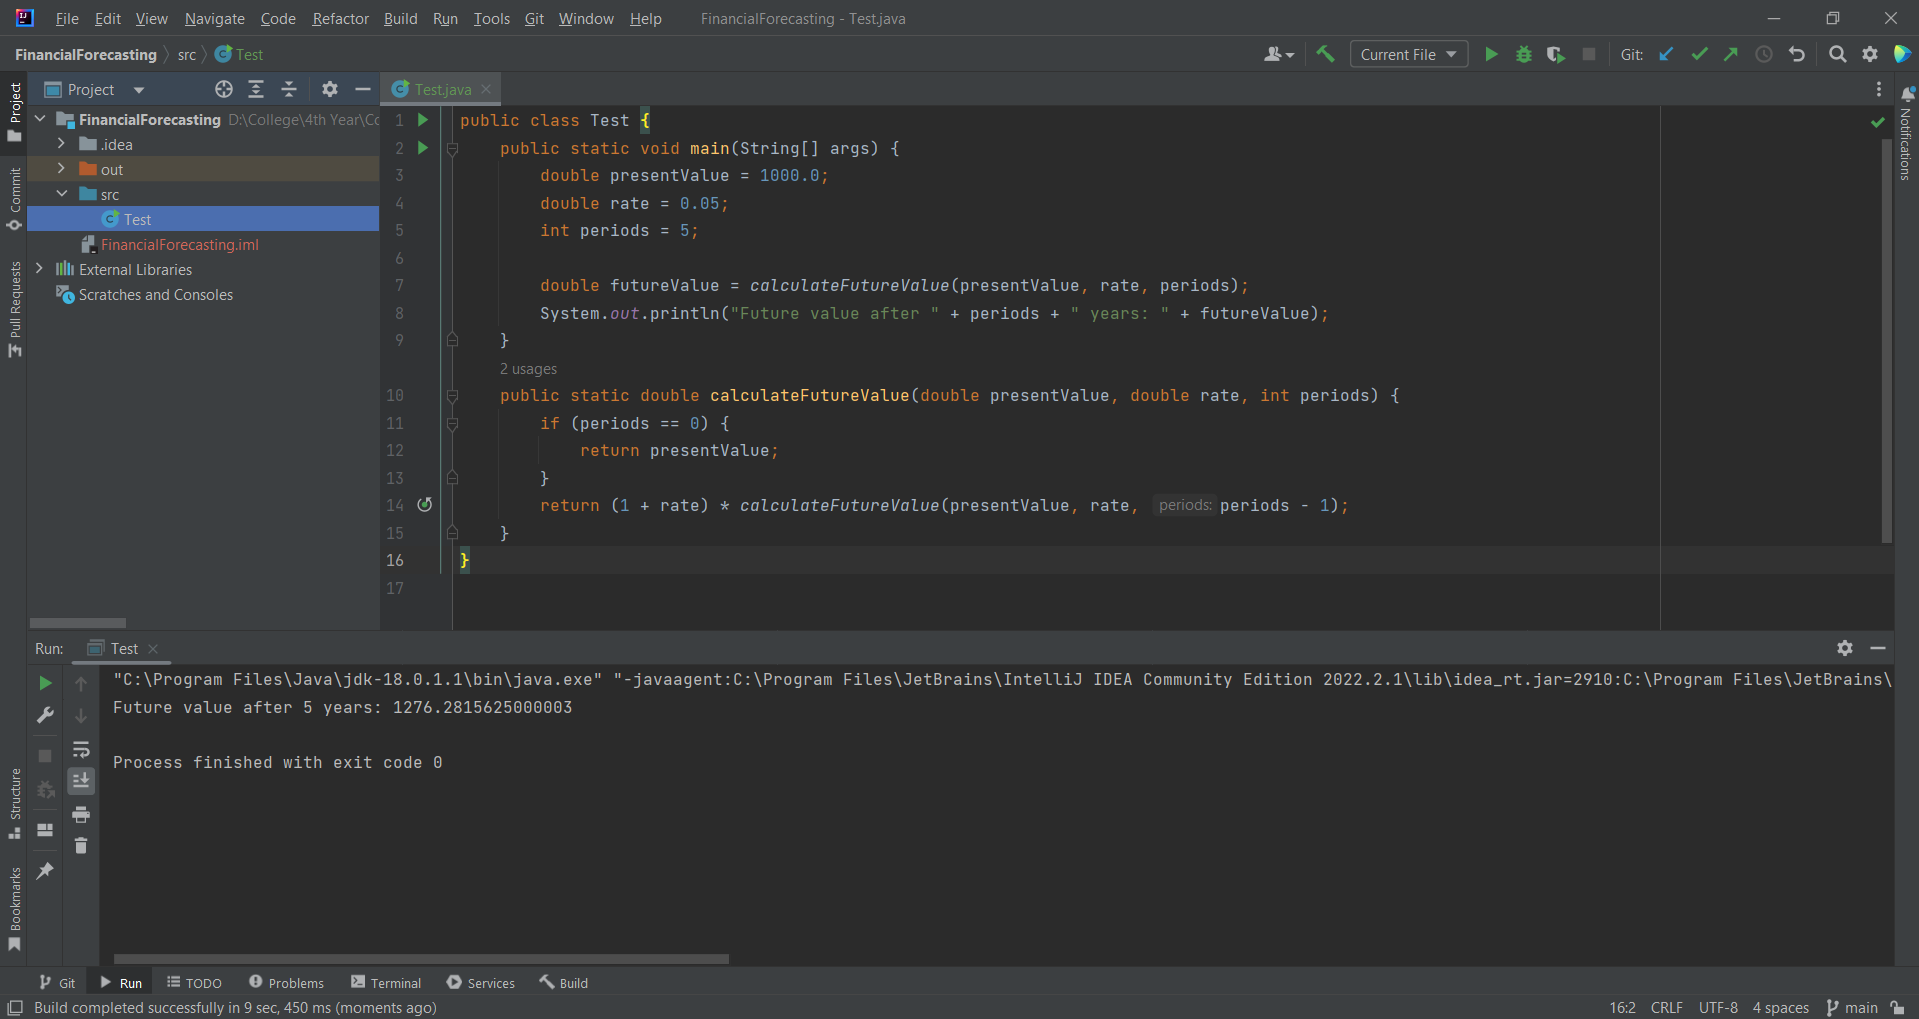 File Edit View Navigate Code Refactor Build Run Tools Git Window Help FinancialForecasting - Test.java
FinancialForecasting src Test
Current File Git:
Project
Test.java
Project
Commit
Pull Requests
Structure
Bookmarks
Notifications
FinancialForecasting D:\College\4th Year\Co
.idea
out
src
Test
FinancialForecasting.iml
External Libraries
Scratches and Consoles
1 public class Test {
2 public static void main(String[] args) {
3 double presentValue = 1000.0;
4 double rate = 0.05;
5 int periods = 5;
6
7 double futureValue = calculateFutureValue(presentValue, rate, periods);
8 System.out.println("Future value after " + periods + " years: " + futureValue);
9 }
2 usages
10 public static double calculateFutureValue(double presentValue, double rate, int periods) {
11 if (periods == 0) {
12 return presentValue;
13 }
14 return (1 + rate) * calculateFutureValue(presentValue, rate, periods: periods - 1);
15 }
16 }
17
Run: Test
"C:\Program Files\Java\jdk-18.0.1.1\bin\java.exe" "-javaagent:C:\Program Files\JetBrains\IntelliJ IDEA Community Edition 2022.2.1\lib\idea_rt.jar=2910:C:\Program Files\JetBrains\
Future value after 5 years: 1276.2815625000003
Process finished with exit code 0
Git Run TODO Problems Terminal Services Build
Build completed successfully in 9 sec, 450 ms (moments ago) 16:2 CRLF UTF-8 4 spaces main